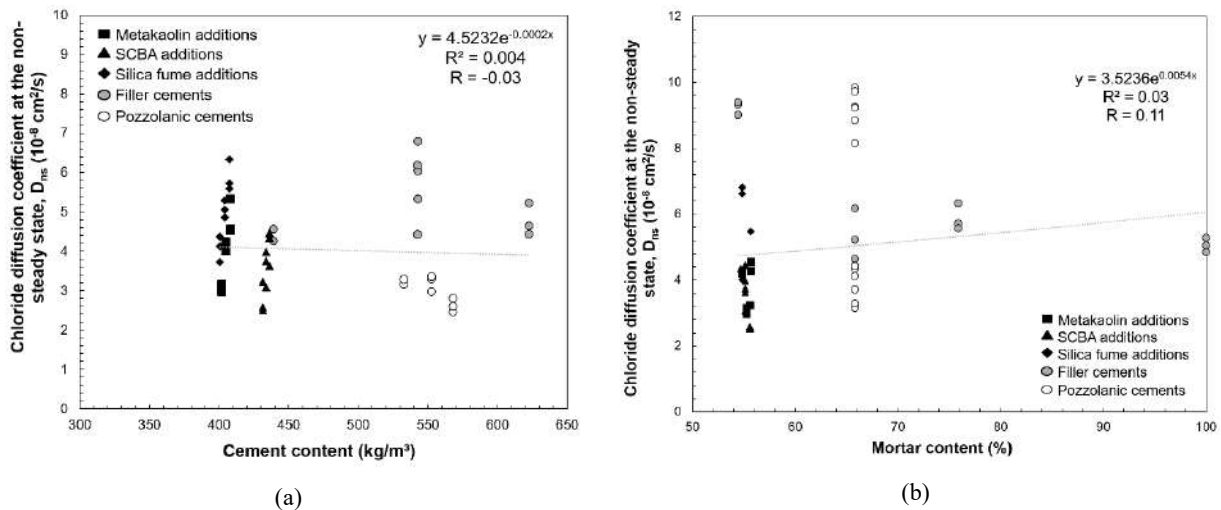 Chloride diffusion coefficient at the non-
steady state, Dns (10-8 cm2/s)
10
9
8
7
6
5
4
3
2
1
0
Metakaolin additions
SCBA additions
Silica fume additions
Filler cements
Pozzolanic cements
y = 4.5232e-0.0002x
R² = 0.004
R = -0.03
300
350
400
450
500
550
600
650
Cement content (kg/m³)
(a)
Chloride diffusion coefficient at the non-steady
state, Dns (10-8 cm2/s)
12
10
8
6
4
2
0
y = 3.5236e0.0054x
R² = 0.03
R = 0.11
Metakaolin additions
SCBA additions
Silica fume additions
Filler cements
Pozzolanic cements
50
60
70
80
90
100
Mortar content (%)
(b)